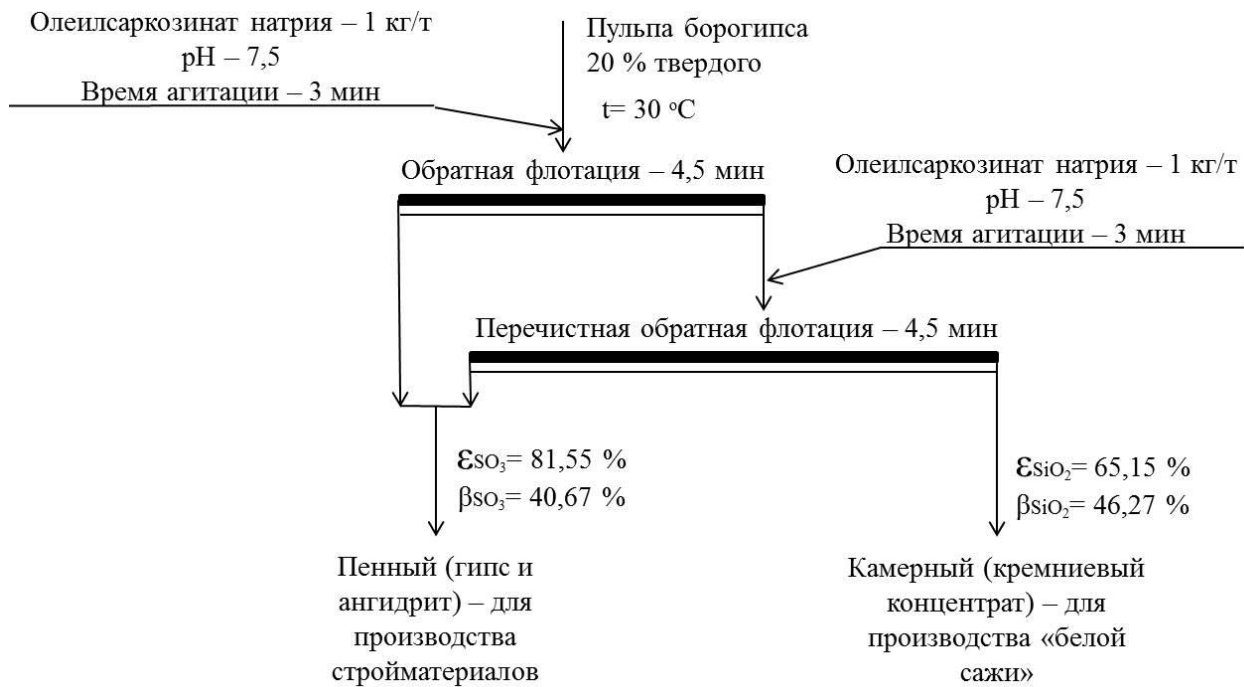 Олеилсаркозинат натрия – 1 кг/т
pH – 7,5
Время агитации – 3 мин
Пульпа борогипса
20 % твердого
t= 30 °C
Обратная флотация – 4,5 мин
Олеилсаркозинат натрия – 1 кг/т
pH – 7,5
Время агитации – 3 мин
Перечистная обратная флотация – 4,5 мин
εSO₃= 81,55 %
βSO₃= 40,67 %
εSiO₂= 65,15 %
βSiO₂= 46,27 %
Пенный (гипс и
ангидрит) – для
производства
стройматериалов
Камерный (кремниевый
концентрат) – для
производства «белой
сажи»